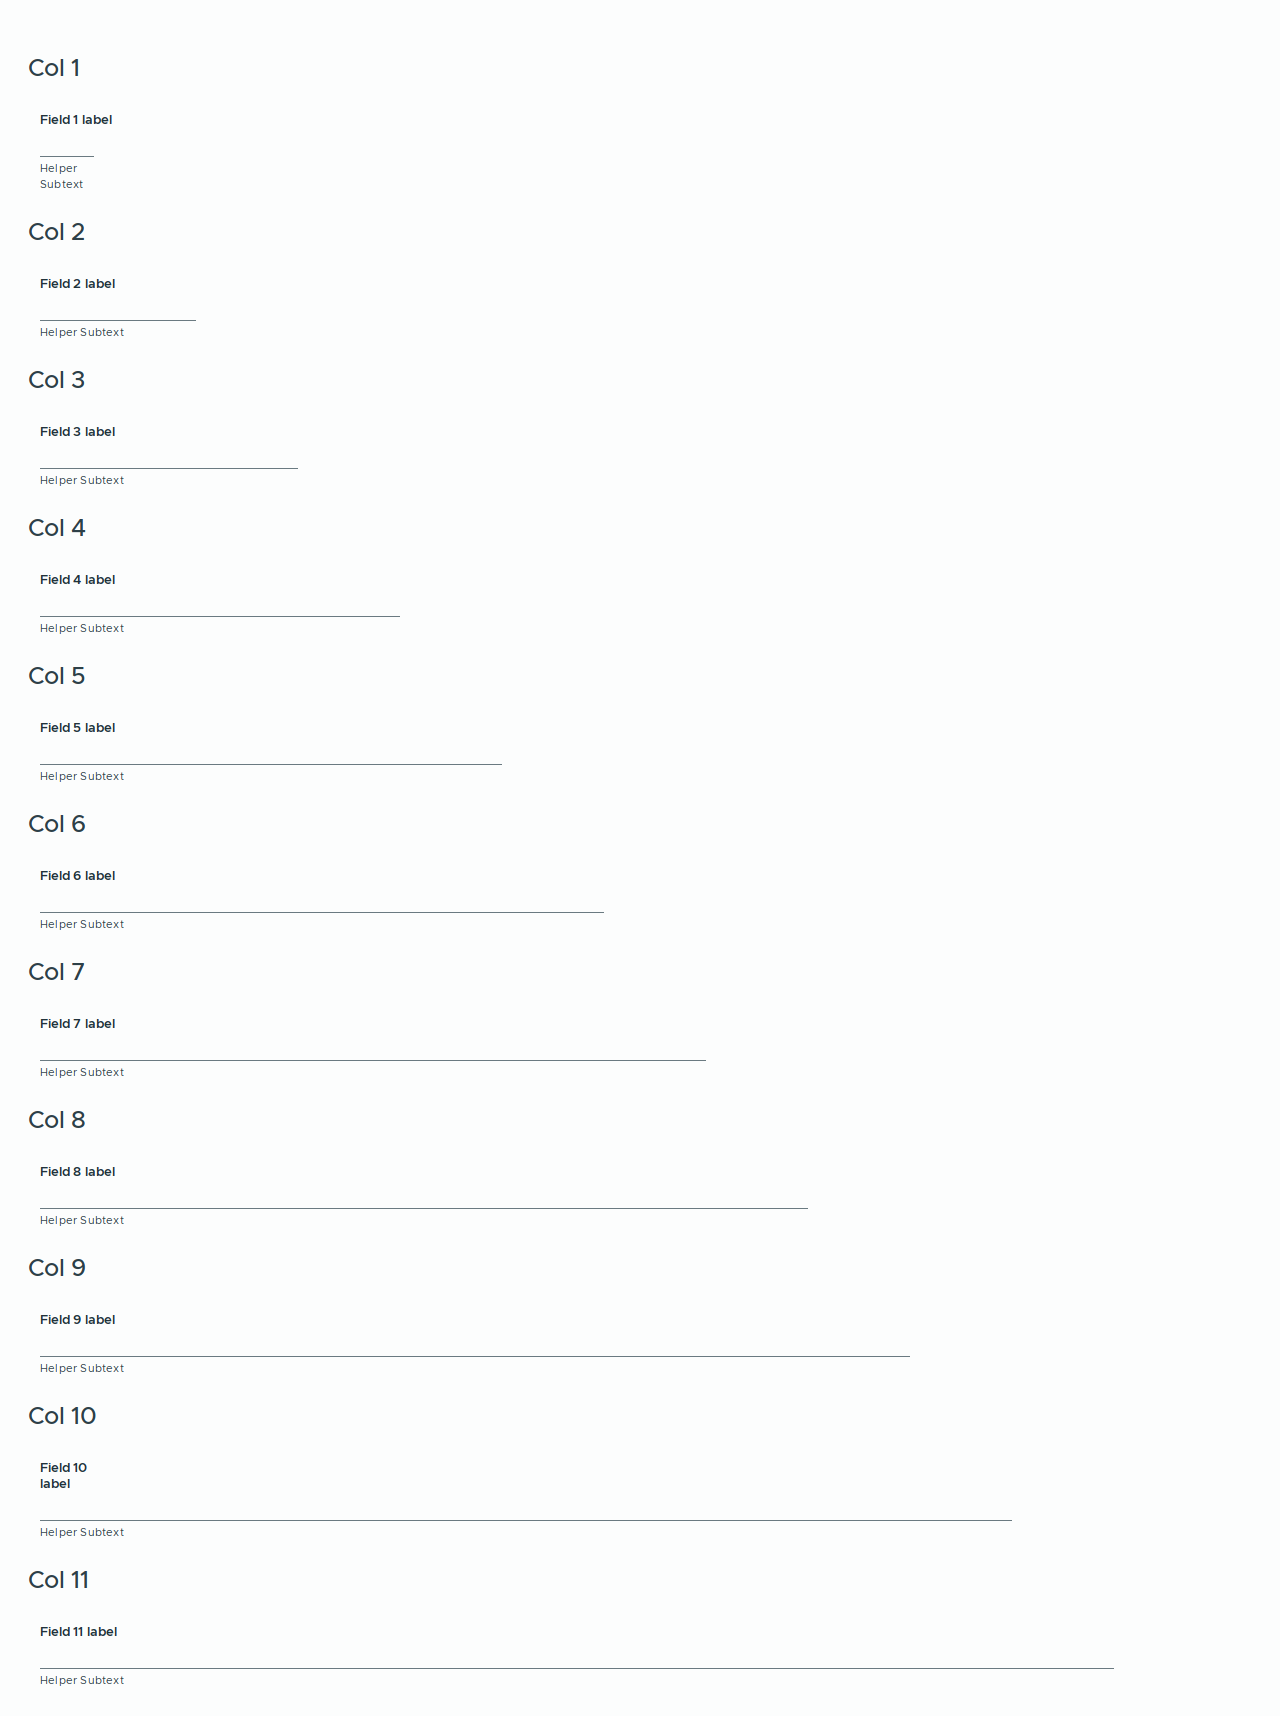 Col 1
Field 1 label
Helper
Subtext
Col 2
Field 2 label
Helper Subtext
Col 3
Field 3 label
Helper Subtext
Col 4
Field 4 label
Helper Subtext
Col 5
Field 5 label
Helper Subtext
Col 6
Field 6 label
Helper Subtext
Col 7
Field 7 label
Helper Subtext
Col 8
Field 8 label
Helper Subtext
Col 9
Field 9 label
Helper Subtext
Col 10
Field 10
label
Helper Subtext
Col 11
Field 11 label
Helper Subtext